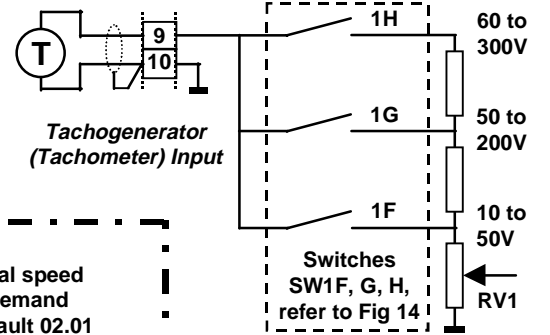 T
9
10
Tachogenerator
(Tachometer) Input
1H
1G
1F
60 to
300V
50 to
200V
10 to
50V
Switches
SW1F, G, H,
refer to Fig 14
RV1
al speed
emand
ault 02.01